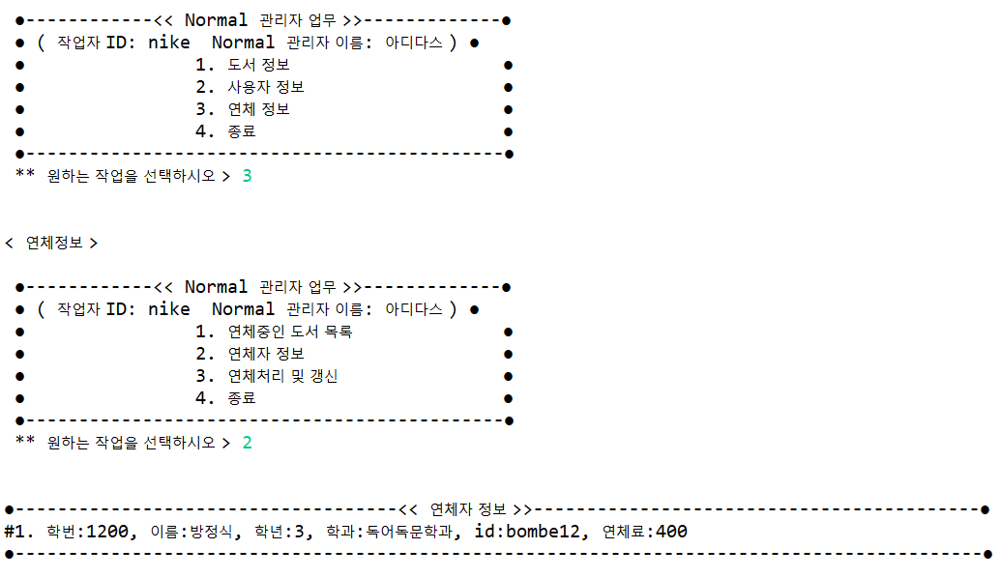 ●------------<< Normal 관리자 업무 >>-------------●
● ( 작업자 ID: nike  Normal 관리자 이름: 아디다스 ) ●
●                1. 도서 정보                    ●
●                2. 사용자 정보                  ●
●                3. 연체 정보                    ●
●                4. 종료                        ●
●---------------------------------------------●
** 원하는 작업을 선택하시오 > 3
< 연체정보 >
●------------<< Normal 관리자 업무 >>-------------●
● ( 작업자 ID: nike  Normal 관리자 이름: 아디다스 ) ●
●                1. 연체중인 도서 목록            ●
●                2. 연체자 정보                  ●
●                3. 연체처리 및 갱신              ●
●                4. 종료                        ●
●---------------------------------------------●
** 원하는 작업을 선택하시오 > 2
●------------------------------------<< 연체자 정보 >>------------------------------------------●
#1. 학번:1200, 이름:방정식, 학년:3, 학과:독어독문학과, id:bombe12, 연체료:400
●-------------------------------------------------------------------------------------------●